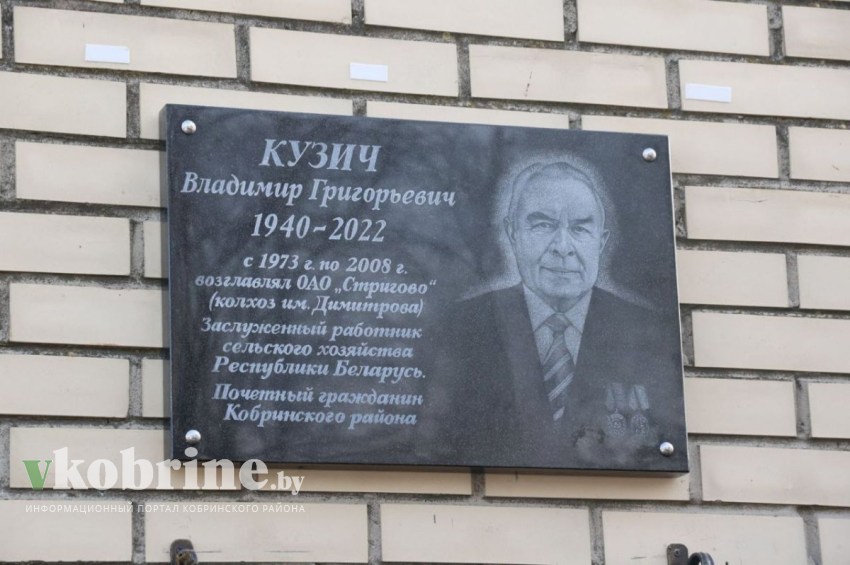 КУЗИЧ
Владимир Григорьевич
1940-2022
с 1973 г. по 2008 г.
возглавлял ОАО „Стригово“
(колхоз им. Димитрова)
Заслуженный работник
сельского хозяйства
Республики Беларусь.
Почетный гражданин
Кобринского района
vkobrine.by
ИНФОРМАЦИОННЫЙ ПОРТАЛ КОБРИНСКОГО РАЙОНА